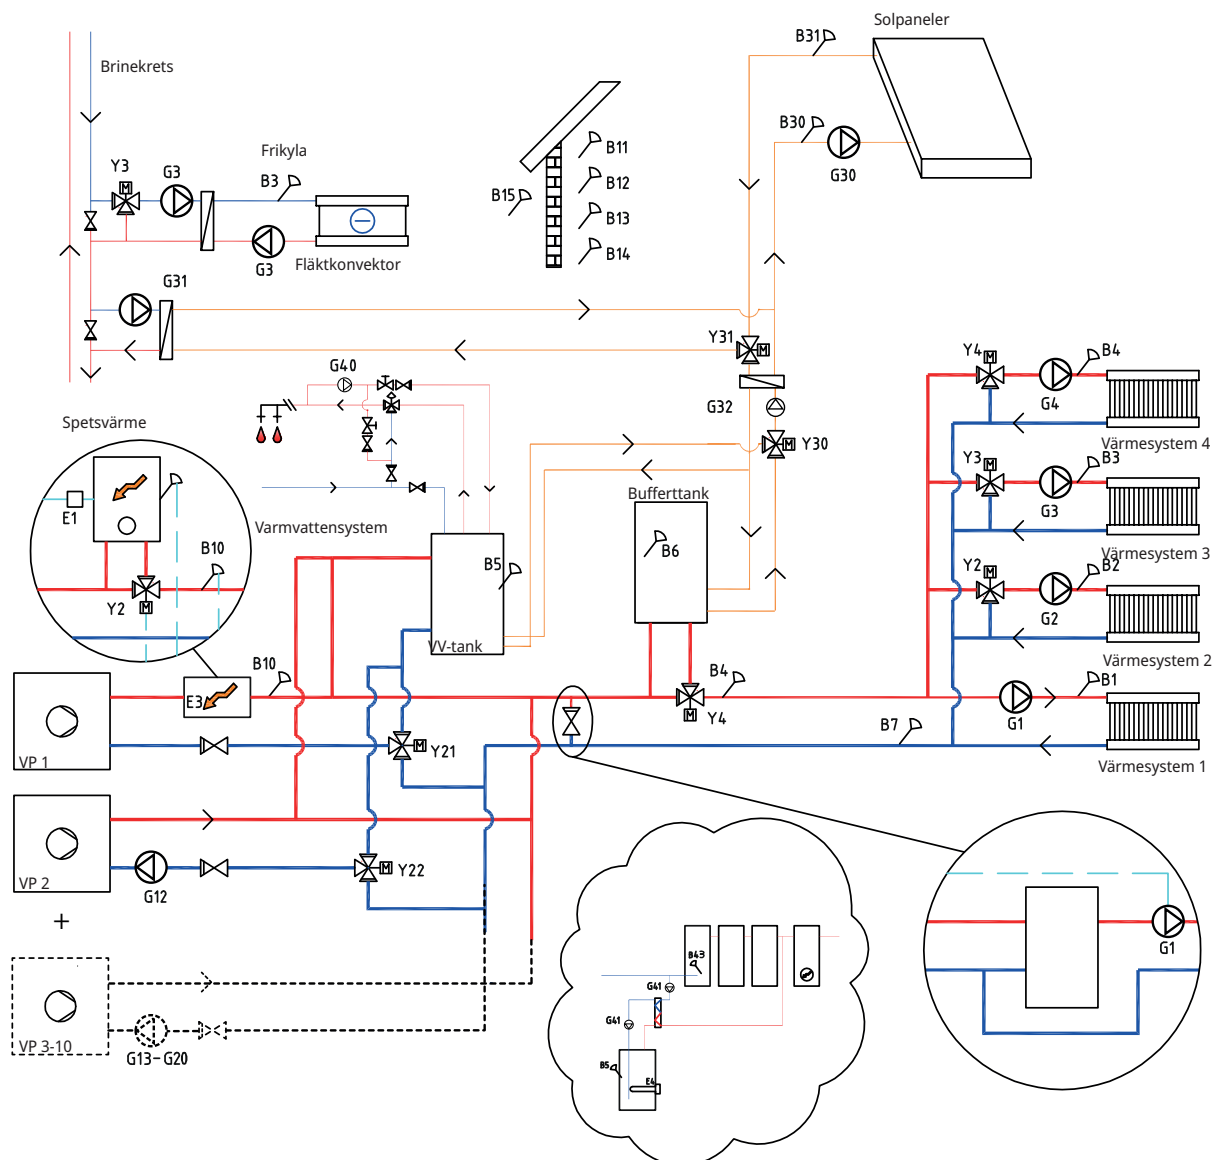 Solpaneler
B31
Brinekrets
B30
G30
Y3
G3
Frikyla
B3
G3
Fläktkonvektor
B11
B12
B15
B13
B14
G31
Y31
G40
G32
Y30
Y4
B4
G4
Värmesystem 4
Spetsvärme
E1
B10
Y2
M
Varmvattensystem
B5
VV-tank
Bufferttank
B6
Y3
B3
G3
Värmesystem 3
Y2
B2
G2
Värmesystem 2
B10
E3
VP 1
B4
Y4
B7
G1
B1
Värmesystem 1
Y21
VP 2
G12
Y22
+
VP 3-10
G13-G20
B43
G41
G41
B5
E4
G1
M
M
M
M
M
M
M
M
M
M